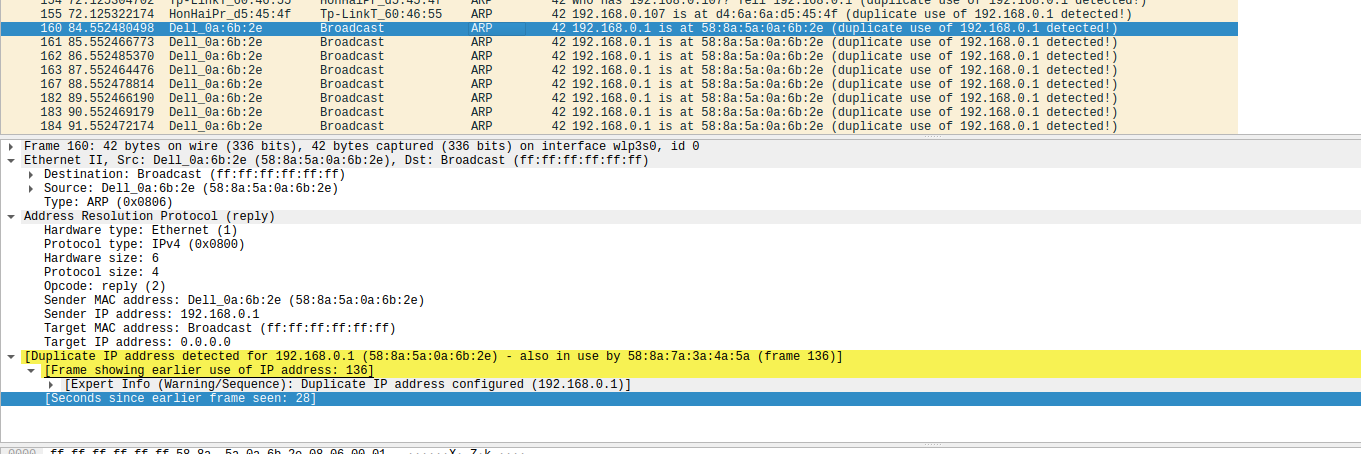 155 72.125322174 HonHaiPr_d5:45:4f Tp-LinkT_60:46:55 ARP 42 192.168.0.107 is at d4:6a:6a:d5:45:4f (duplicate use of 192.168.0.1 detected!)
160 84.552480498 Dell_0a:6b:2e Broadcast ARP 42 192.168.0.1 is at 58:8a:5a:0a:6b:2e (duplicate use of 192.168.0.1 detected!)
161 85.552466773 Dell_0a:6b:2e Broadcast ARP 42 192.168.0.1 is at 58:8a:5a:0a:6b:2e (duplicate use of 192.168.0.1 detected!)
162 86.552485370 Dell_0a:6b:2e Broadcast ARP 42 192.168.0.1 is at 58:8a:5a:0a:6b:2e (duplicate use of 192.168.0.1 detected!)
163 87.552464476 Dell_0a:6b:2e Broadcast ARP 42 192.168.0.1 is at 58:8a:5a:0a:6b:2e (duplicate use of 192.168.0.1 detected!)
167 88.552478814 Dell_0a:6b:2e Broadcast ARP 42 192.168.0.1 is at 58:8a:5a:0a:6b:2e (duplicate use of 192.168.0.1 detected!)
182 89.552466190 Dell_0a:6b:2e Broadcast ARP 42 192.168.0.1 is at 58:8a:5a:0a:6b:2e (duplicate use of 192.168.0.1 detected!)
183 90.552469179 Dell_0a:6b:2e Broadcast ARP 42 192.168.0.1 is at 58:8a:5a:0a:6b:2e (duplicate use of 192.168.0.1 detected!)
184 91.552472174 Dell_0a:6b:2e Broadcast ARP 42 192.168.0.1 is at 58:8a:5a:0a:6b:2e (duplicate use of 192.168.0.1 detected!)
Frame 160: 42 bytes on wire (336 bits), 42 bytes captured (336 bits) on interface wlp3s0, id 0
Ethernet II, Src: Dell_0a:6b:2e (58:8a:5a:0a:6b:2e), Dst: Broadcast (ff:ff:ff:ff:ff:ff)
Destination: Broadcast (ff:ff:ff:ff:ff:ff)
Source: Dell_0a:6b:2e (58:8a:5a:0a:6b:2e)
Type: ARP (0x0806)
Address Resolution Protocol (reply)
Hardware type: Ethernet (1)
Protocol type: IPv4 (0x0800)
Hardware size: 6
Protocol size: 4
Opcode: reply (2)
Sender MAC address: Dell_0a:6b:2e (58:8a:5a:0a:6b:2e)
Sender IP address: 192.168.0.1
Target MAC address: Broadcast (ff:ff:ff:ff:ff:ff)
Target IP address: 0.0.0.0
[Duplicate IP address detected for 192.168.0.1 (58:8a:5a:0a:6b:2e) - also in use by 58:8a:7a:3a:4a:5a (frame 136)]
[Frame showing earlier use of IP address: 136]
[Expert Info (Warning/Sequence): Duplicate IP address configured (192.168.0.1)]
[Seconds since earlier frame seen: 28]